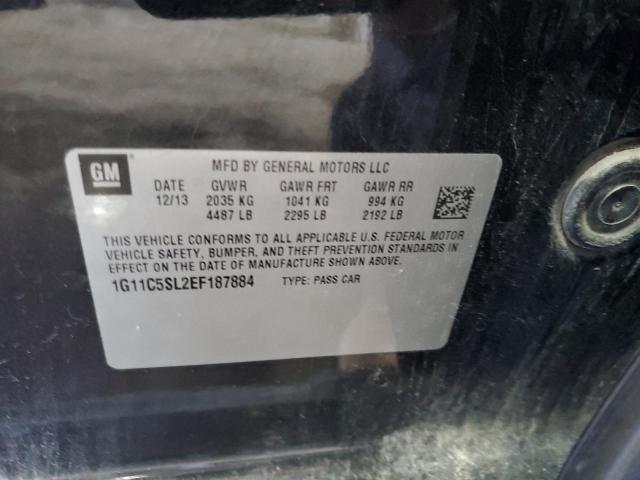 GM
MFD BY GENERAL MOTORS LLC
DATE GVWR GAWR FRT GAWR RR
12/13 2035 KG 1041 KG 994 KG
4487 LB 2295 LB 2192 LB
THIS VEHICLE CONFORMS TO ALL APPLICABLE U.S. FEDERAL MOTOR
VEHICLE SAFETY, BUMPER, AND THEFT PREVENTION STANDARDS IN
EFFECT ON THE DATE OF MANUFACTURE SHOWN ABOVE.
1G11C5SL2EF187884 TYPE: PASS CAR